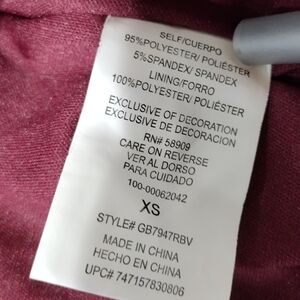 SELF/CUERPO
95%POLYESTER/ POLIÉSTER
5%SPANDEX/ SPANDEX
LINING/FORRO
100%POLYESTER/ POLIÉSTER
EXCLUSIVE OF DECORATION
EXCLUSIVE DE DECORACION
RN# 58909
CARE ON REVERSE
VER AL DORSO
PARA CUIDADO
100-00062042
XS
STYLE# GB7947RBV
MADE IN CHINA
HECHO EN CHINA
UPC# 747157830806